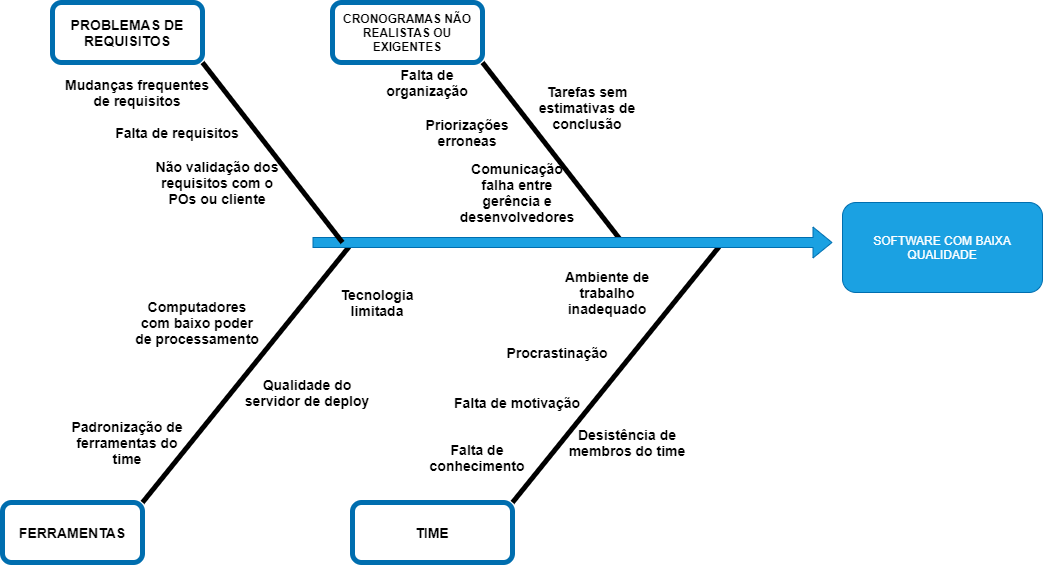 PROBLEMAS DE
REQUISITOS
Mudanças frequentes
de requisitos
Falta de requisitos
Não validação dos
requisitos com o
POs ou cliente
CRONOGRAMAS NÃO
REALISTAS OU
EXIGENTES
Falta de
organização
Tarefas sem
estimativas de
conclusão
Priorizações
erroneas
Comunicação
falha entre
gerência e
desenvolvedores
SOFTWARE COM BAIXA
QUALIDADE
Tecnologia
limitada
Computadores
com baixo poder
de processamento
Qualidade do
servidor de deploy
Padronização de
ferramentas do
time
FERRAMENTAS
Ambiente de
trabalho
inadequado
Procrastinação
Falta de motivação
Desistência de
membros do time
Falta de
conhecimento
TIME